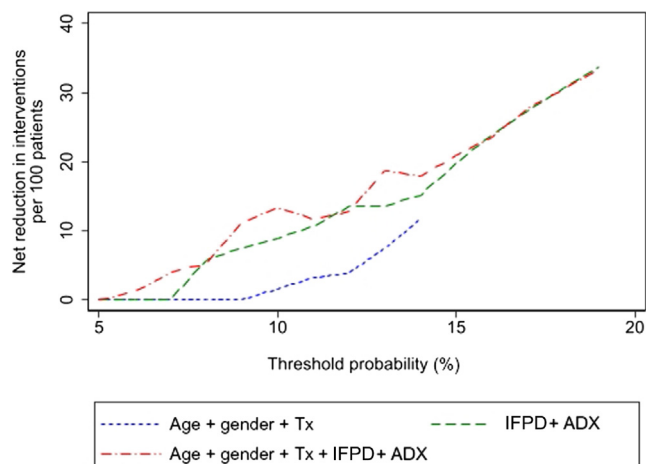 Net reduction in interventions
per 100 patients
40
30
20
10
0
5 10 15 20
Threshold probability (%)
Age + gender + Tx IFPD+ ADX
Age + gender + Tx + IFPD+ ADX